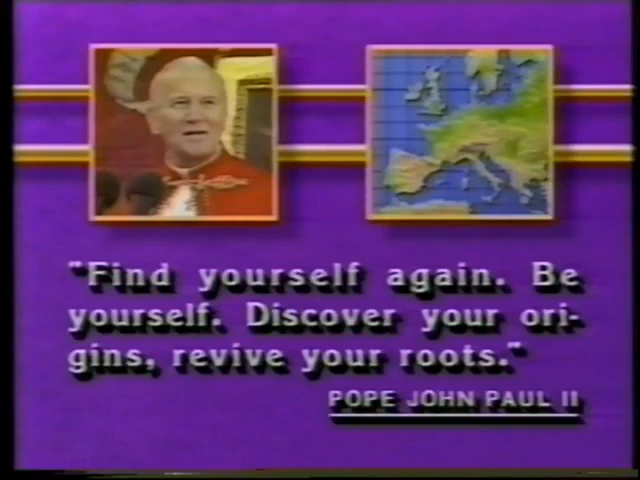 "Find yourself again. Be
yourself. Discover your ori-
gins, revive your roots."
POPE JOHN PAUL II